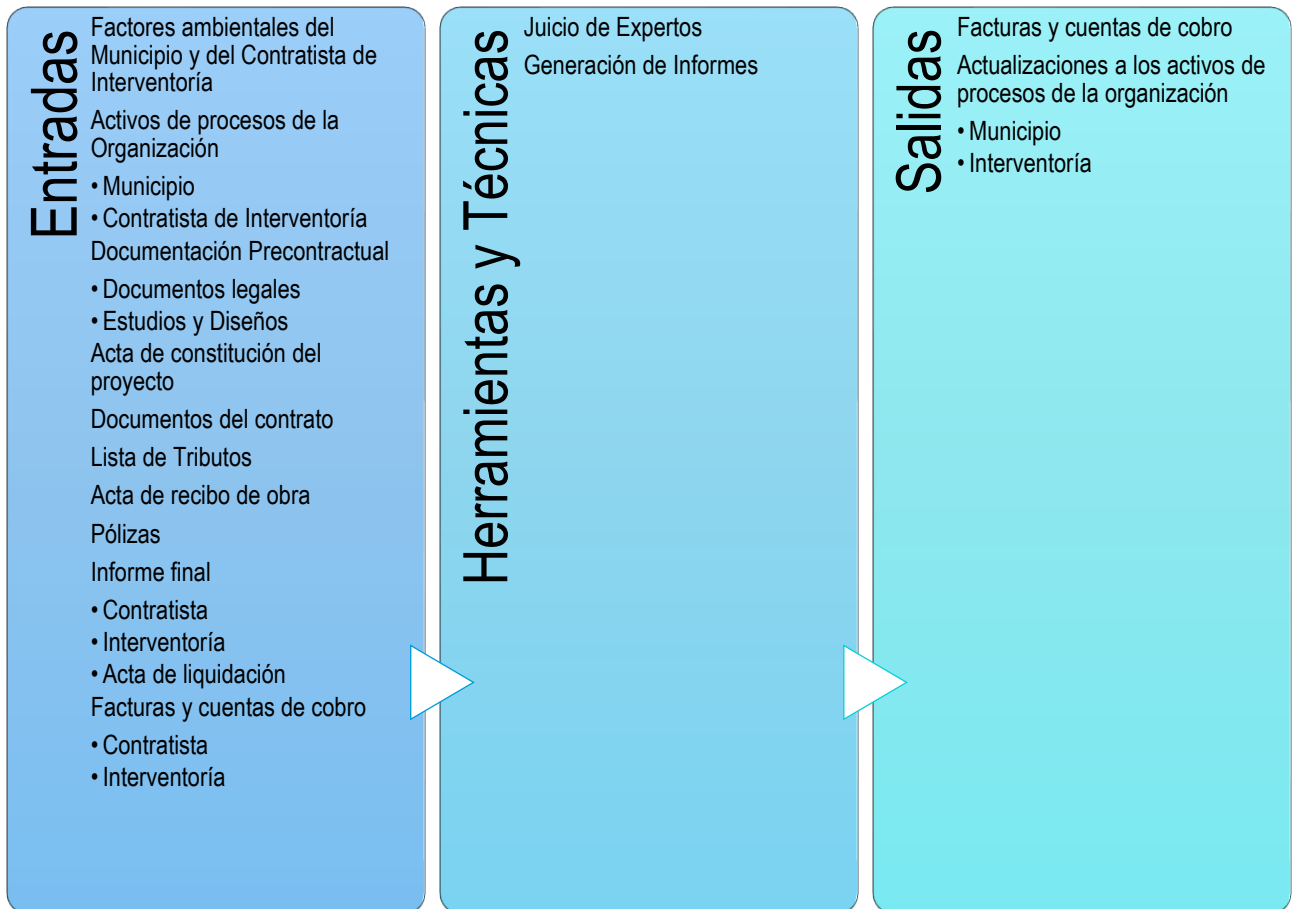 Entradas
Factores ambientales del
Municipio y del Contratista de
Interventoría
Activos de procesos de la
Organización
• Municipio
• Contratista de Interventoría
Documentación Precontractual
• Documentos legales
• Estudios y Diseños
Acta de constitución del
proyecto
Documentos del contrato
Lista de Tributos
Acta de recibo de obra
Pólizas
Informe final
• Contratista
• Interventoría
• Acta de liquidación
Facturas y cuentas de cobro
• Contratista
• Interventoría
Herramientas y Técnicas
Juicio de Expertos
Generación de Informes
Salidas
Facturas y cuentas de cobro
Actualizaciones a los activos de
procesos de la organización
• Municipio
• Interventoría